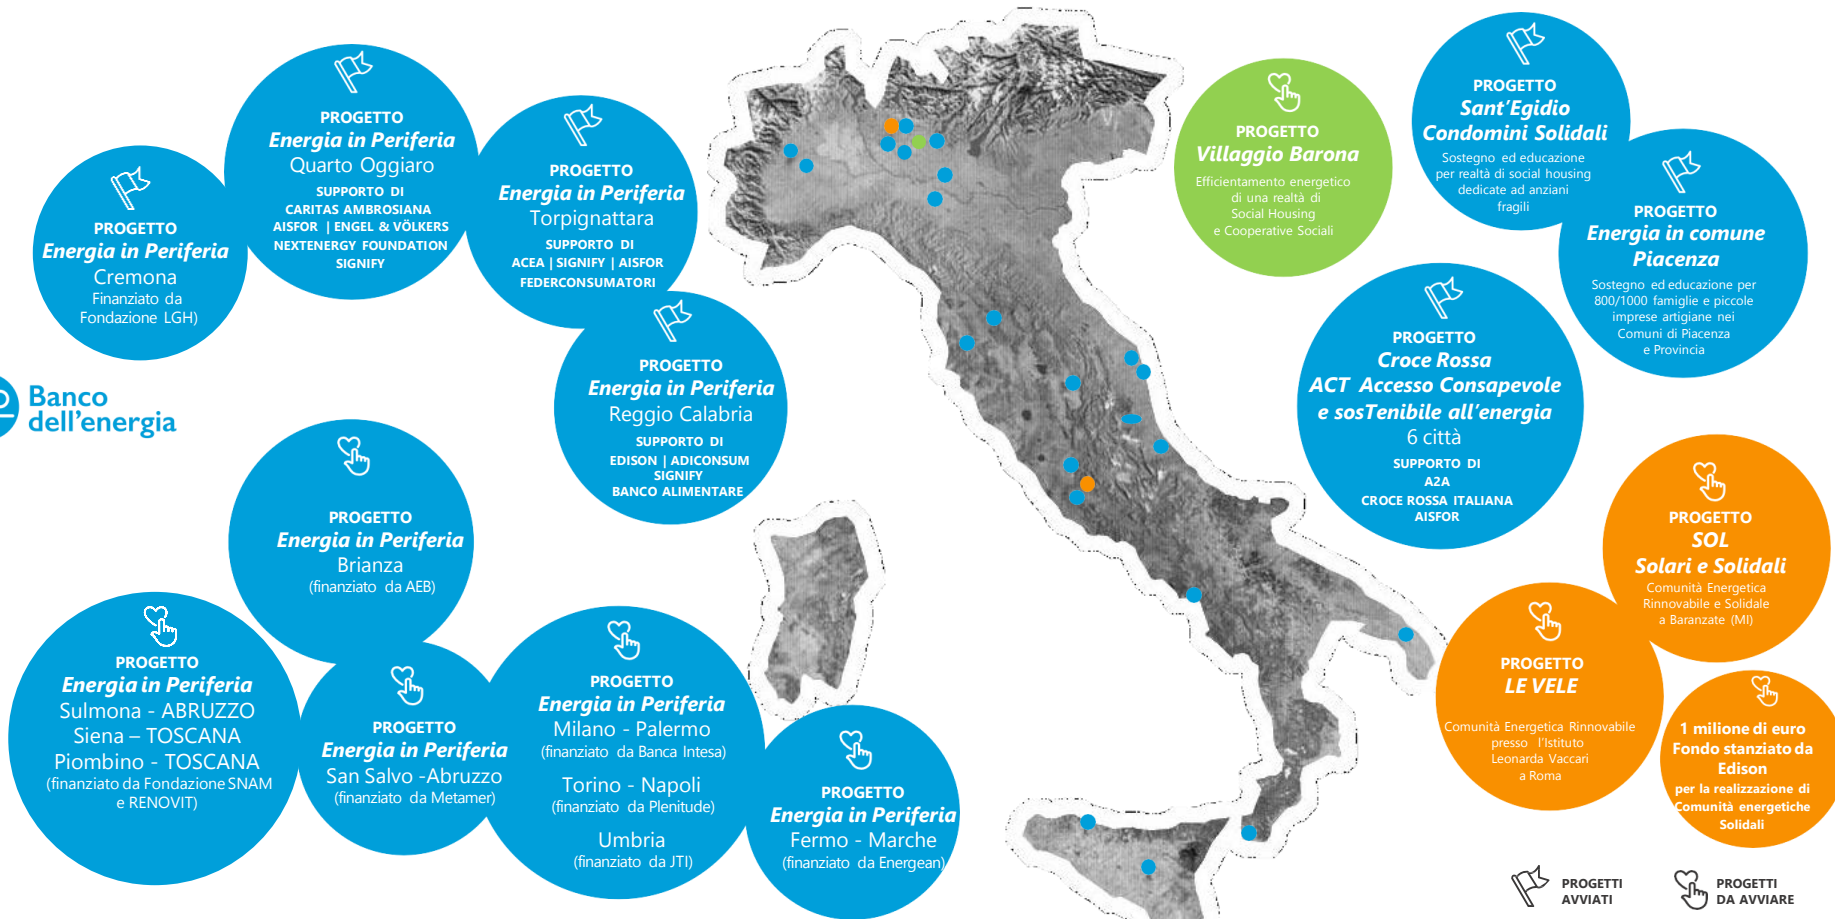 PROGETTO
Energia in Periferia
Cremona
Finanziato da
Fondazione LGH)
PROGETTO
Energia in Periferia
Quarto Oggiaro
SUPPORTO DI
CARITAS AMBROSIANA
AISFOR | ENGEL & VÖLKERS
NEXTENERGY FOUNDATION
SIGNIFY
PROGETTO
Energia in Periferia
Torpignattara
SUPPORTO DI
ACEA | SIGNIFY | AISFOR
FEDERCONSUMATORI
PROGETTO
Energia in Periferia
Reggio Calabria
SUPPORTO DI
EDISON | ADICONSUM
SIGNIFY
BANCO ALIMENTARE
PROGETTO
Villaggio Barona
Efficientamento energetico
di una realtà di
Social Housing
e Cooperative Sociali
PROGETTO
Sant'Egidio
Condomini Solidali
Sostegno ed educazione
per realtà di social housing
dedicate ad anziani
fragili
PROGETTO
Energia in comune
Piacenza
Sostegno ed educazione per
800/1000 famiglie e piccole
imprese artigiane nei
Comuni di Piacenza
e Provincia
PROGETTO
Croce Rossa
ACT Accesso Consapevole
e sosTenibile all'energia
6 città
SUPPORTO DI
A2A
CROCE ROSSA ITALIANA
AISFOR
Banco
dell'energia
PROGETTO
Energia in Periferia
Brianza
(finanziato da AEB)
PROGETTO
Energia in Periferia
Sulmona - ABRUZZO
Siena – TOSCANA
Piombino - TOSCANA
(finanziato da Fondazione SNAM
e RENOVIT)
PROGETTO
Energia in Periferia
San Salvo -Abruzzo
(finanziato da Metamer)
PROGETTO
Energia in Periferia
Milano - Palermo
(finanziato da Banca Intesa)
Torino - Napoli
(finanziato da Plenitude)
Umbria
(finanziato da JTI)
PROGETTO
Energia in Periferia
Fermo - Marche
(finanziato da Energean)
PROGETTO
SOL
Solari e Solidali
Comunità Energetica
Rinnovabile e Solidale
a Baranzate (MI)
PROGETTO
LE VELE
Comunità Energetica Rinnovabile
presso l'Istituto
Leonarda Vaccari
a Roma
1 milione di euro
Fondo stanziato da
Edison
per la realizzazione di
Comunità energetiche
Solidali
PROGETTI
AVVIATI
PROGETTI
DA AVVIARE